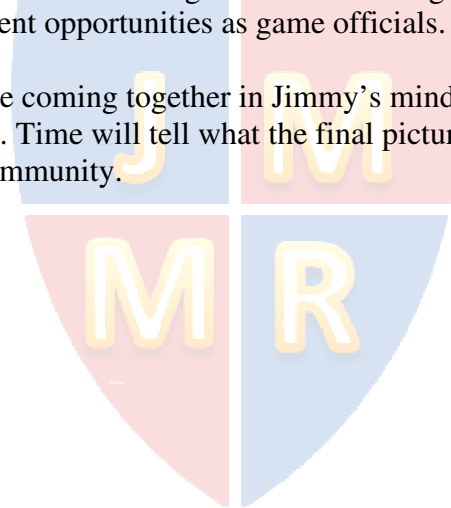 ent opportunities as game officials.
e coming together in Jimmy’s mind
. Time will tell what the final pictur
mmunity.
J M
M R